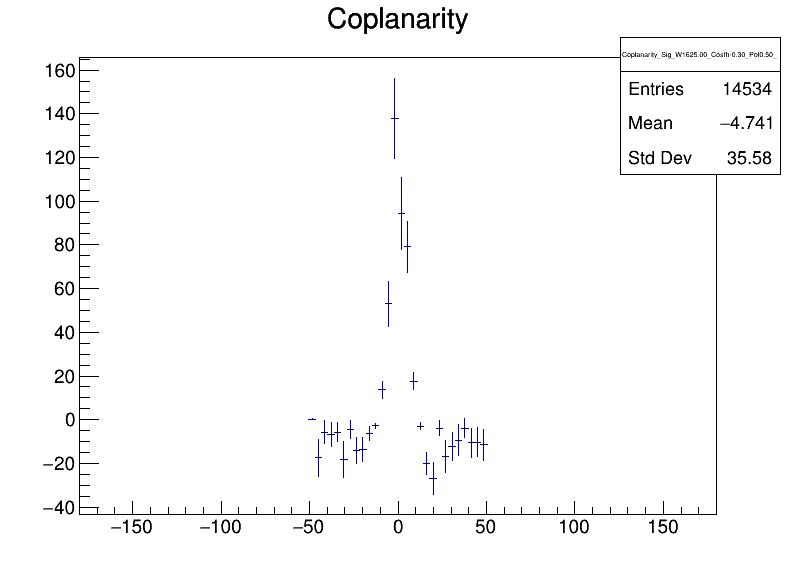 Coplanarity
Coplanarity_Sig_W1625.00_Costh-0.30_Pol0.50_
Entries 14534
Mean −4.741
Std Dev 35.58
160
140
120
100
80
60
40
20
0
−20
−40
−150 −100 −50 0 50 100 150